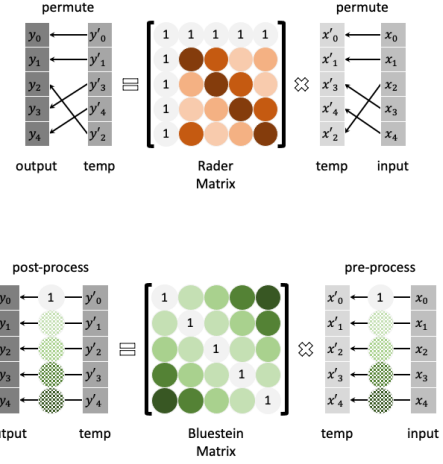 permute permute
y₀ y'₀ 1 1 1 1 1 x'₀ x₀
y₁ y'₁ 1 x'₁ x₁
y₂ y'₃ = 1 × x'₃ x₂
y₃ y'₄ 1 x'₄ x₃
y₄ y'₂ 1 x'₂ x₄
output temp Rader temp input
Matrix
post-process pre-process
y₀ 1 y'₀ 1 x'₀ 1 x₀
y₁ y'₁ 1 x'₁ x₁
y₂ y'₂ = 1 × x'₂ x₂
y₃ y'₃ 1 x'₃ x₃
y₄ y'₄ 1 x'₄ x₄
temp Bluestein temp input
Matrix